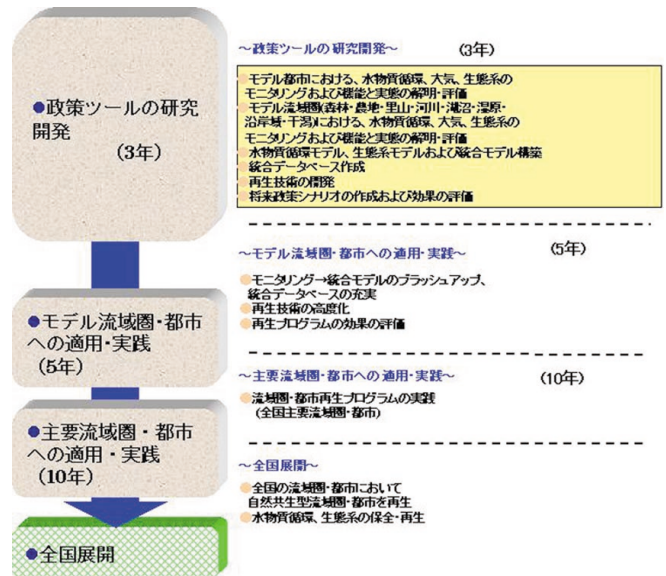 ●政策ツールの研究
開発
(3年)
●モデル流域圏・都市
への適用・実践
(5年)
●主要流域圏・都市
への適用・実践
(10年)
●全国展開
～政策ツールの研究開発～ (3年)
●モデル都市における、水物質循環、大気、生態系の
モニタリングおよび機能と実態の解明・評価
●モデル流域圏(森林・農地・里山・河川・湖沼・湿原・
沿岸域・干潟)における、水物質循環、大気、生態系の
モニタリングおよび機能と実態の解明・評価
●水物質循環モデル、生態系モデルおよび統合モデル構築
●統合データベース作成
●再生技術の開発
●将来政策シナリオの作成および効果の評価
～モデル流域圏・都市への適用・実践～ (5年)
●モニタリング→統合モデルのブラッシュアップ、
統合データベースの充実
●再生技術の高度化
●再生プログラムの効果の評価
～主要流域圏・都市への適用・実践～ (10年)
●流域圏・都市再生プログラムの実践
(全国主要流域圏・都市)
～全国展開～
●全国の流域圏・都市において
自然共生型流域圏・都市を再生
●水物質循環、生態系の保全・再生